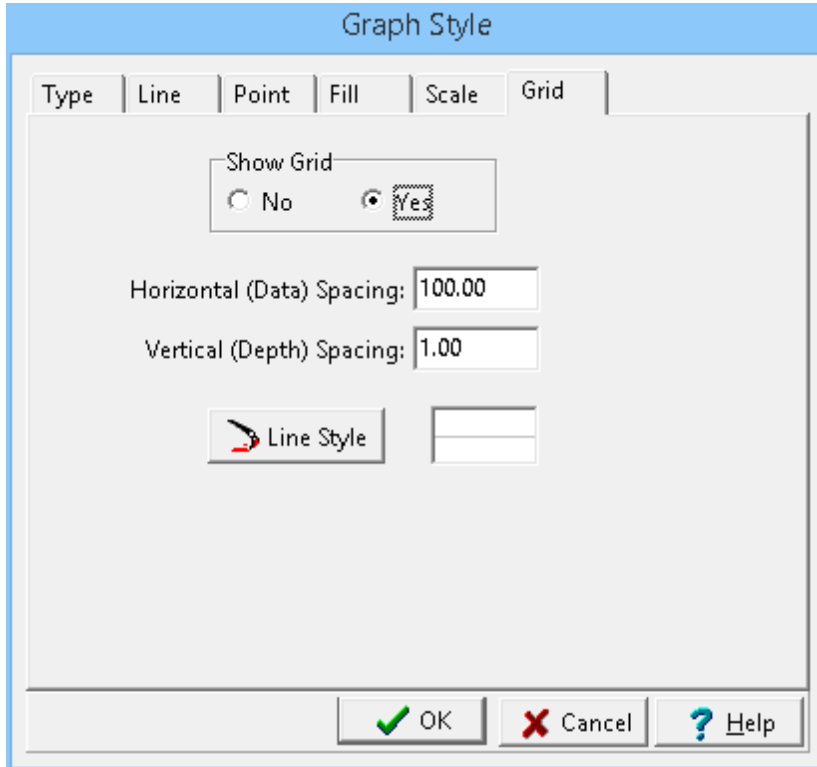 Graph Style
Type Line Point Fill Scale Grid
Show Grid
No Yes
Horizontal (Data) Spacing: 100.00
Vertical (Depth) Spacing: 1.00
Line Style
OK Cancel Help